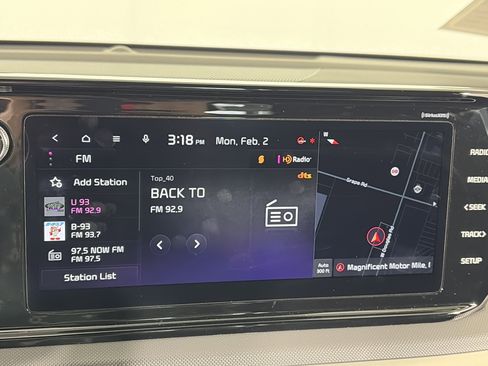 ((SiriusXM))
3:18 PM
Mon, Feb. 2
FM
HD Radio
dts
Add Station
U 93
FM 92.9
B-93
FM 93.7
97.5 NOW FM
FM 97.5
Station List
Top_40
BACK TO
FM 92.9
W
Grape Rd
Auto
300 ft
Magnificent Motor Mile, I
RADIO
MEDIA
< SEEK
TRACK >
SETUP